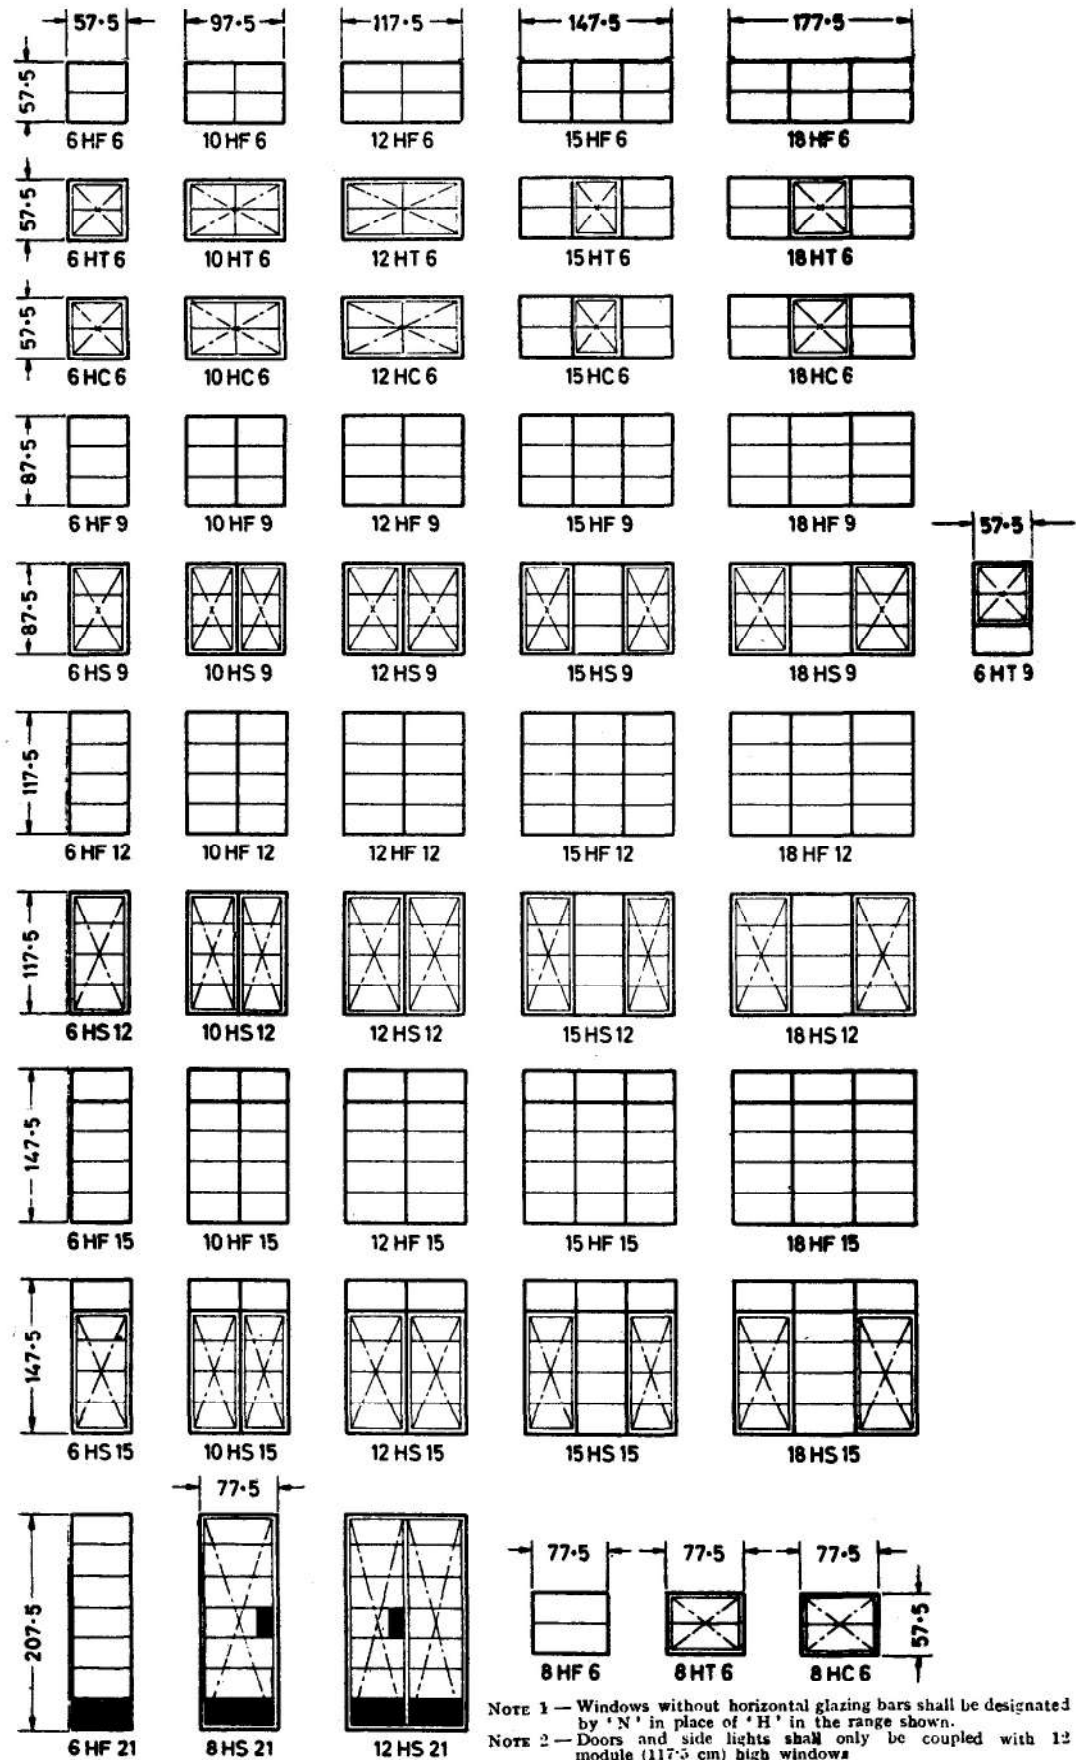 57·5 97·5 117·5 147·5 177·5
57·5
6 HF 6 10 HF 6 12 HF 6 15 HF 6 18 HF 6
57·5
6 HT 6 10 HT 6 12 HT 6 15 HT 6 18 HT 6
57·5
6 HC 6 10 HC 6 12 HC 6 15 HC 6 18 HC 6
87·5
6 HF 9 10 HF 9 12 HF 9 15 HF 9 18 HF 9
57·5
87·5
6 HS 9 10 HS 9 12 HS 9 15 HS 9 18 HS 9 6 HT 9
117·5
6 HF 12 10 HF 12 12 HF 12 15 HF 12 18 HF 12
117·5
6 HS 12 10 HS 12 12 HS 12 15 HS 12 18 HS 12
147·5
6 HF 15 10 HF 15 12 HF 15 15 HF 15 18 HF 15
147·5
6 HS 15 10 HS 15 12 HS 15 15 HS 15 18 HS 15
77·5
207·5
77·5 77·5 77·5
57·5
8 HF 6 8 HT 6 8 HC 6
6 HF 21 8 HS 21 12 HS 21
NOTE 1 — Windows without horizontal glazing bars shall be designated
by ‘N’ in place of ‘H’ in the range shown.
NOTE 2 — Doors and side lights shall only be coupled with 12
module (117·5 cm) high windows